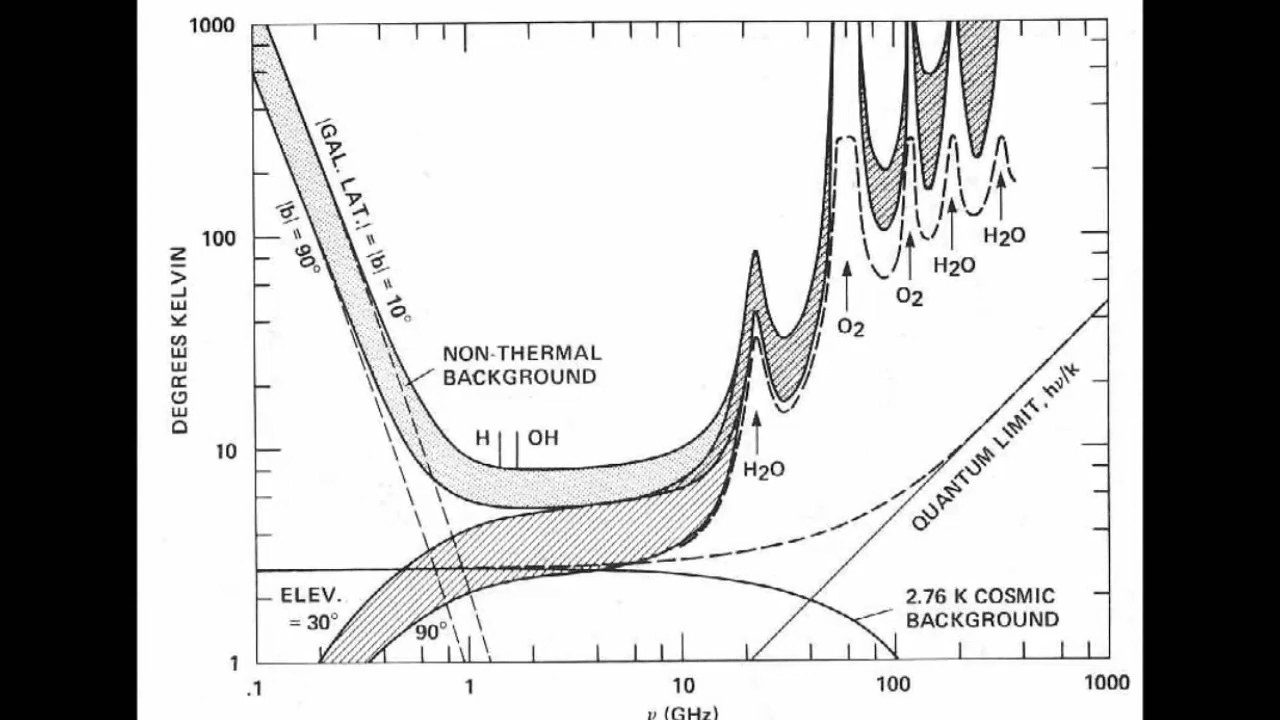 1000
|GAL. LAT.| = |b| = 10°
|b| = 90°
100
DEGREES KELVIN
NON-THERMAL
BACKGROUND
H OH
10
H2O
O2
O2
H2O
H2O
QUANTUM LIMIT, hν/k
ELEV.
= 30°
90°
2.76 K COSMIC
BACKGROUND
1
.1 1 10 100 1000
ν (GHz)